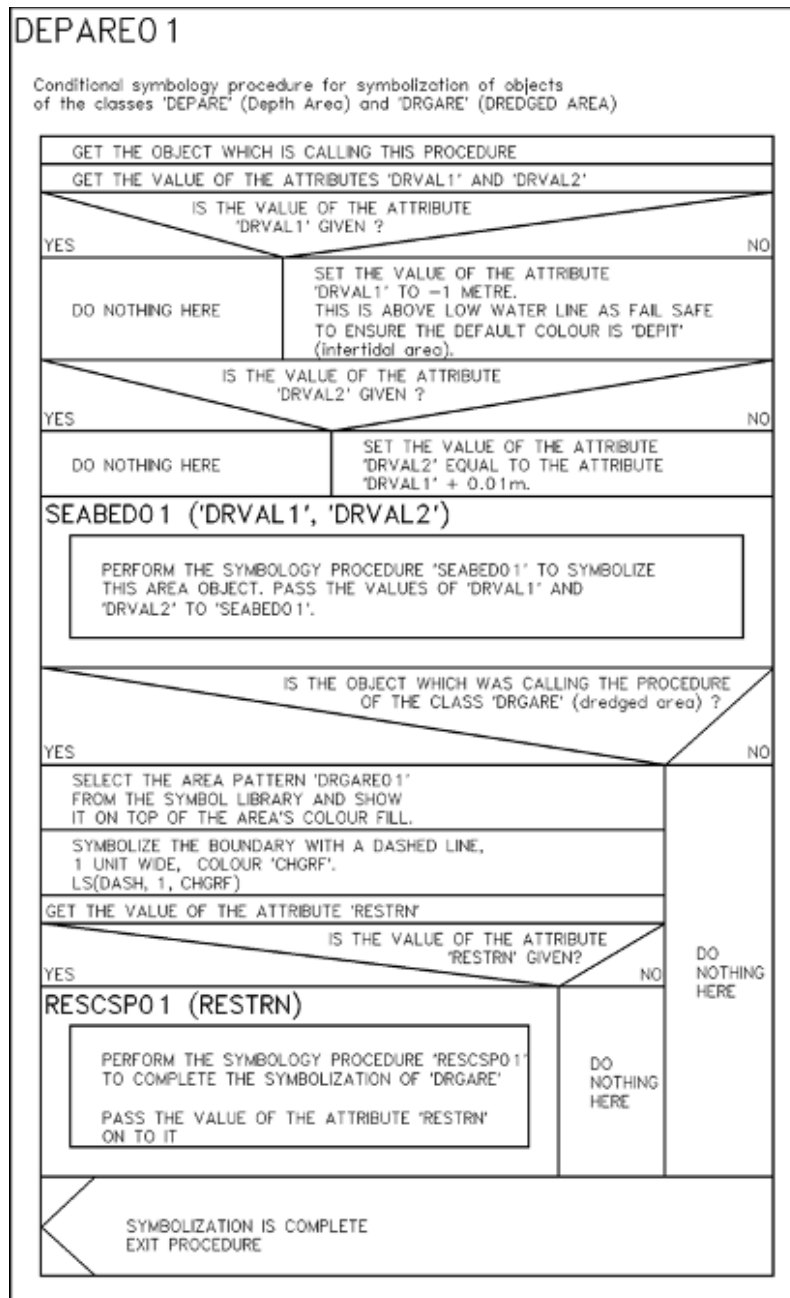 DEPARE01
Conditional symbology procedure for symbolization of objects
of the classes 'DEPARE' (Depth Area) and 'DRGARE' (DREDGED AREA)
GET THE OBJECT WHICH IS CALLING THIS PROCEDURE
GET THE VALUE OF THE ATTRIBUTES 'DRVAL1' AND 'DRVAL2'
IS THE VALUE OF THE ATTRIBUTE
'DRVAL1' GIVEN ?
YES
NO
DO NOTHING HERE
SET THE VALUE OF THE ATTRIBUTE
'DRVAL1' TO -1 METRE.
THIS IS ABOVE LOW WATER LINE AS FAIL SAFE
TO ENSURE THE DEFAULT COLOUR IS 'DEPIT'
(intertidal area).
IS THE VALUE OF THE ATTRIBUTE
'DRVAL2' GIVEN ?
YES
NO
DO NOTHING HERE
SET THE VALUE OF THE ATTRIBUTE
'DRVAL2' EQUAL TO THE ATTRIBUTE
'DRVAL1' + 0.01m.
SEABED01 ('DRVAL1', 'DRVAL2')
PERFORM THE SYMBOLOGY PROCEDURE 'SEABED01' TO SYMBOLIZE
THIS AREA OBJECT. PASS THE VALUES OF 'DRVAL1' AND
'DRVAL2' TO 'SEABED01'.
IS THE OBJECT WHICH WAS CALLING THE PROCEDURE
OF THE CLASS 'DRGARE' (dredged area) ?
YES
NO
SELECT THE AREA PATTERN 'DRGARE01'
FROM THE SYMBOL LIBRARY AND SHOW
IT ON TOP OF THE AREA'S COLOUR FILL.
SYMBOLIZE THE BOUNDARY WITH A DASHED LINE,
1 UNIT WIDE, COLOUR 'CHGRF'.
LS(DASH, 1, CHGRF)
GET THE VALUE OF THE ATTRIBUTE 'RESTRN'
IS THE VALUE OF THE ATTRIBUTE
'RESTRN' GIVEN?
YES
NO
DO
NOTHING
HERE
RESCSP01 (RESTRN)
PERFORM THE SYMBOLOGY PROCEDURE 'RESCSP01'
TO COMPLETE THE SYMBOLIZATION OF 'DRGARE'
PASS THE VALUE OF THE ATTRIBUTE 'RESTRN'
ON TO IT
DO
NOTHING
HERE
SYMBOLIZATION IS COMPLETE
EXIT PROCEDURE